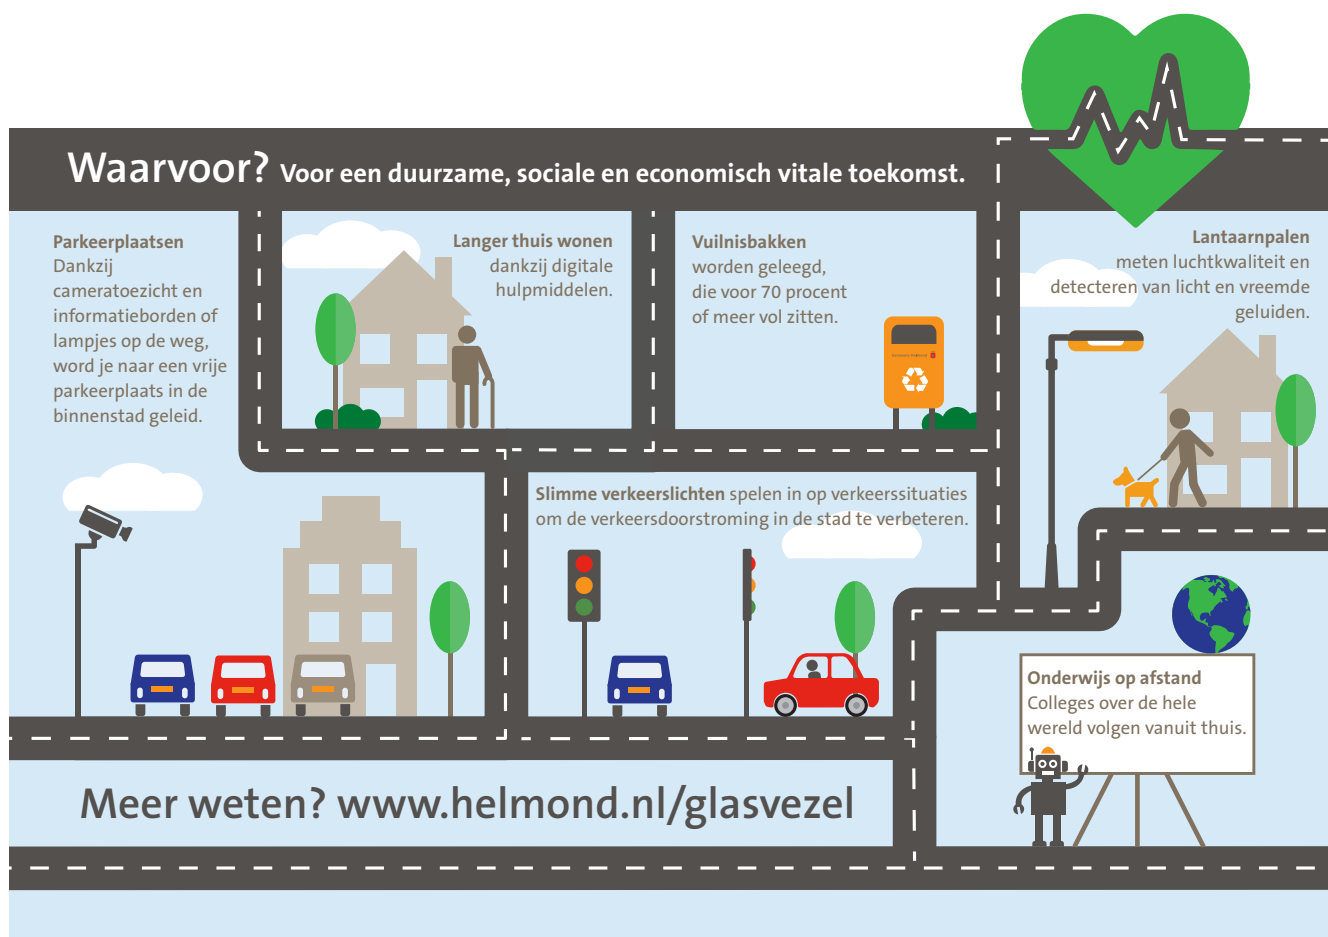 Waarvoor? Voor een duurzame, sociale en economisch vitale toekomst.
Parkeerplaatsen
Dankzij
cameratoezicht en
informatieborden of
lampjes op de weg,
word je naar een vrije
parkeerplaats in de
binnenstad geleid.
Langer thuis wonen
dankzij digitale
hulpmiddelen.
Vuilnisbakken
worden geleegd,
die voor 70 procent
of meer vol zitten.
Lantaarnpalen
meten luchtkwaliteit en
detecteren van licht en vreemde
geluiden.
Slimme verkeerslichten spelen in op verkeerssituaties
om de verkeersdoorstroming in de stad te verbeteren.
Onderwijs op afstand
Colleges over de hele
wereld volgen vanuit thuis.
Meer weten? www.helmond.nl/glasvezel